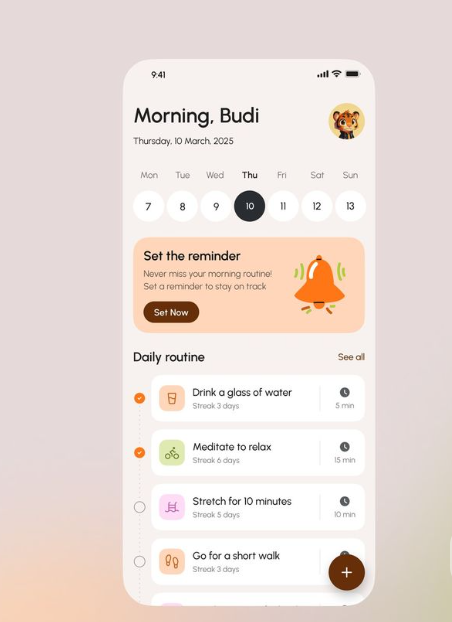 9:41
Morning, Budi
Thursday, 10 March, 2025
Mon Tue Wed Thu Fri Sat Sun
7 8 9 10 11 12 13
Set the reminder
Never miss your morning routine!
Set a reminder to stay on track
Set Now
Daily routine
See all
Drink a glass of water
Streak 3 days
5 min
Meditate to relax
Streak 6 days
15 min
Stretch for 10 minutes
Streak 5 days
10 min
Go for a short walk
Streak 3 days